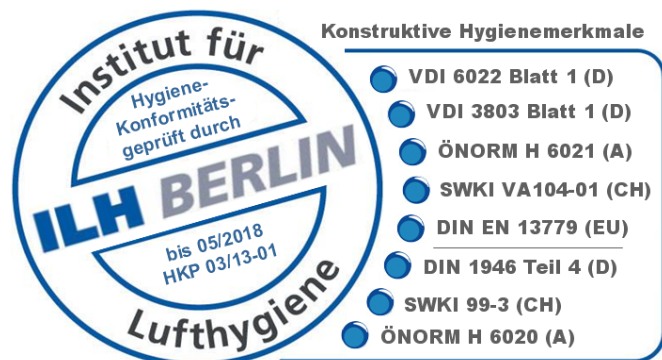 Institut für
Hygiene-
Konformitäts-
geprüft durch
ILH BERLIN
bis 05/2018
HKP 03/13-01
Lufthygiene
Konstruktive Hygienemerkmale
VDI 6022 Blatt 1 (D)
VDI 3803 Blatt 1 (D)
ÖNORM H 6021 (A)
SWKI VA104-01 (CH)
DIN EN 13779 (EU)
DIN 1946 Teil 4 (D)
SWKI 99-3 (CH)
ÖNORM H 6020 (A)